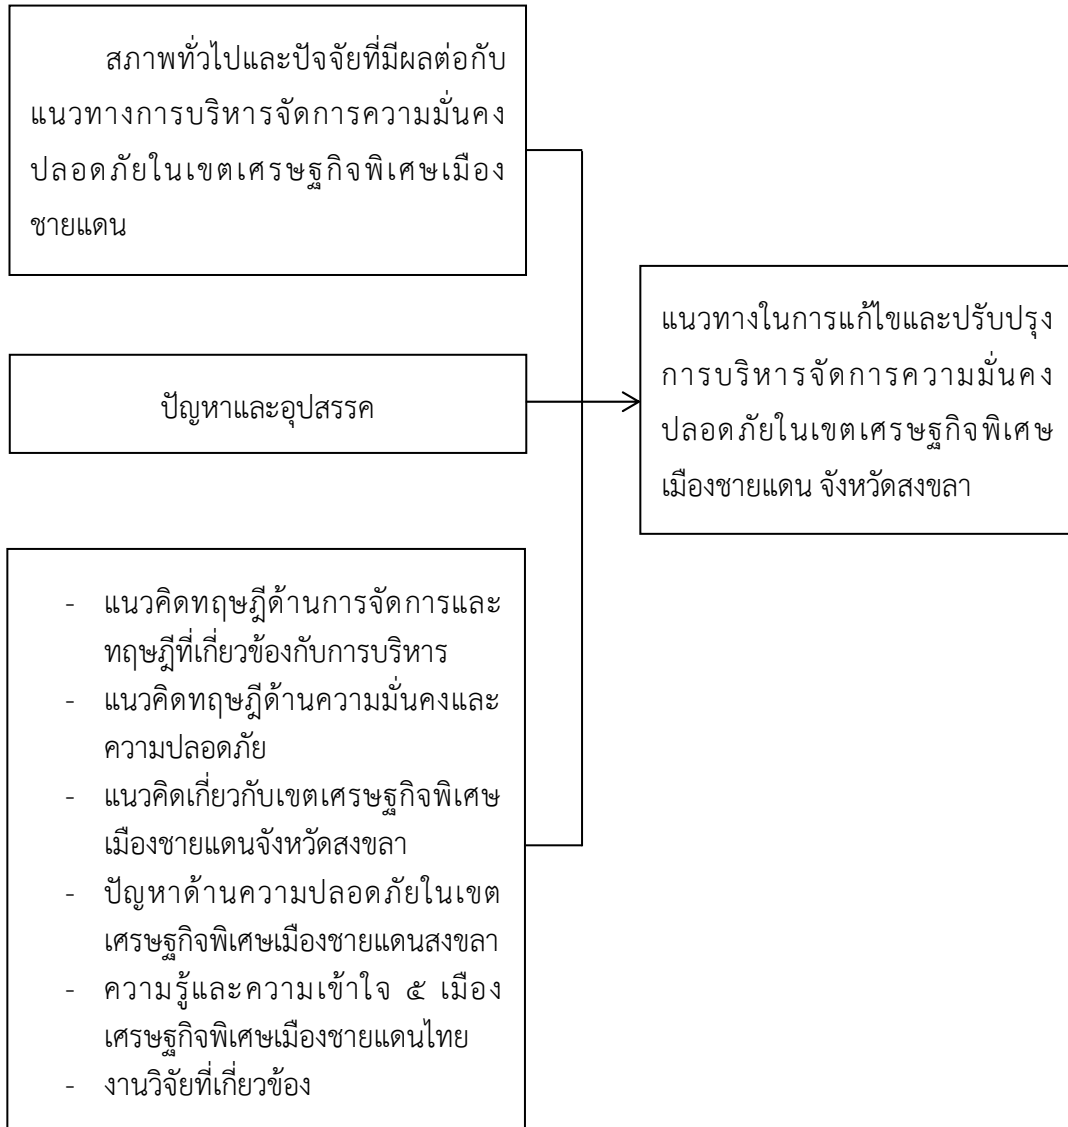 สภาพทั่วไปและปัจจัยที่มีผลต่อกับ
แนวทางการบริหารจัดการความมั่นคง
ปลอดภัยในเขตเศรษฐกิจพิเศษเมือง
ชายแดน
ปัญหาและอุปสรรค
แนวทางในการแก้ไขและปรับปรุง
การบริหารจัดการความมั่นคง
ปลอดภัยในเขตเศรษฐกิจพิเศษ
เมืองชายแดน จังหวัดสงขลา
- แนวคิดทฤษฎีด้านการจัดการและ
ทฤษฎีที่เกี่ยวข้องกับการบริหาร
- แนวคิดทฤษฎีด้านความมั่นคงและ
ความปลอดภัย
- แนวคิดเกี่ยวกับเขตเศรษฐกิจพิเศษ
เมืองชายแดนจังหวัดสงขลา
- ปัญหาด้านความปลอดภัยในเขต
เศรษฐกิจพิเศษเมืองชายแดนสงขลา
- ความรู้และความเข้าใจ ๕ เมือง
เศรษฐกิจพิเศษเมืองชายแดนไทย
- งานวิจัยที่เกี่ยวข้อง